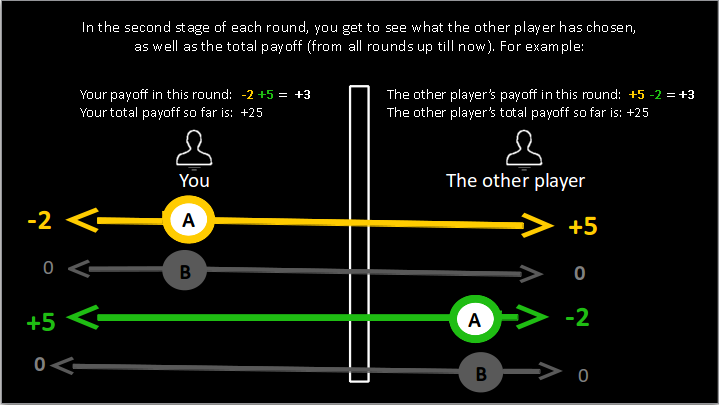 In the second stage of each round, you get to see what the other player has chosen,
as well as the total payoff (from all rounds up till now). For example:
Your payoff in this round: -2 +5 = +3
Your total payoff so far is: +25
The other player's payoff in this round: +5 -2 = +3
The other player's total payoff so far is: +25
You
The other player
-2 A +5
0 B 0
+5 A -2
0 B 0